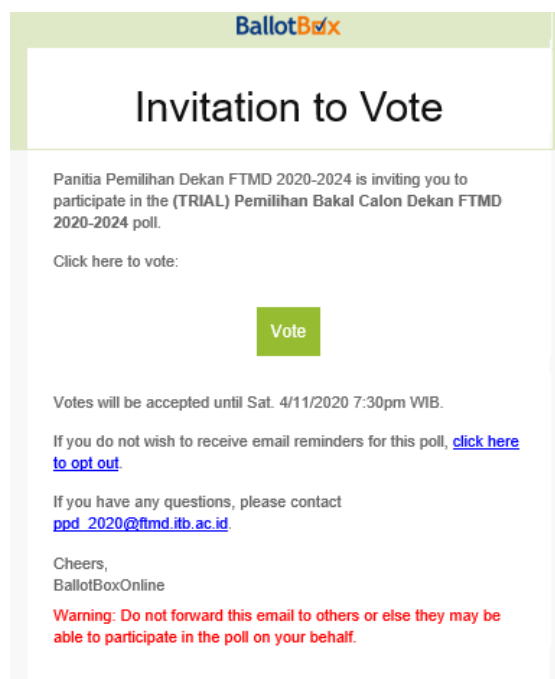 BallotBox
Invitation to Vote
Panitia Pemilihan Dekan FTMD 2020-2024 is inviting you to
participate in the (TRIAL) Pemilihan Bakal Calon Dekan FTMD
2020-2024 poll.
Click here to vote:
Vote
Votes will be accepted until Sat. 4/11/2020 7:30pm WIB.
If you do not wish to receive email reminders for this poll, click here
to opt out.
If you have any questions, please contact
ppd_2020@ftmd.itb.ac.id.
Cheers,
BallotBoxOnline
Warning: Do not forward this email to others or else they may be
able to participate in the poll on your behalf.